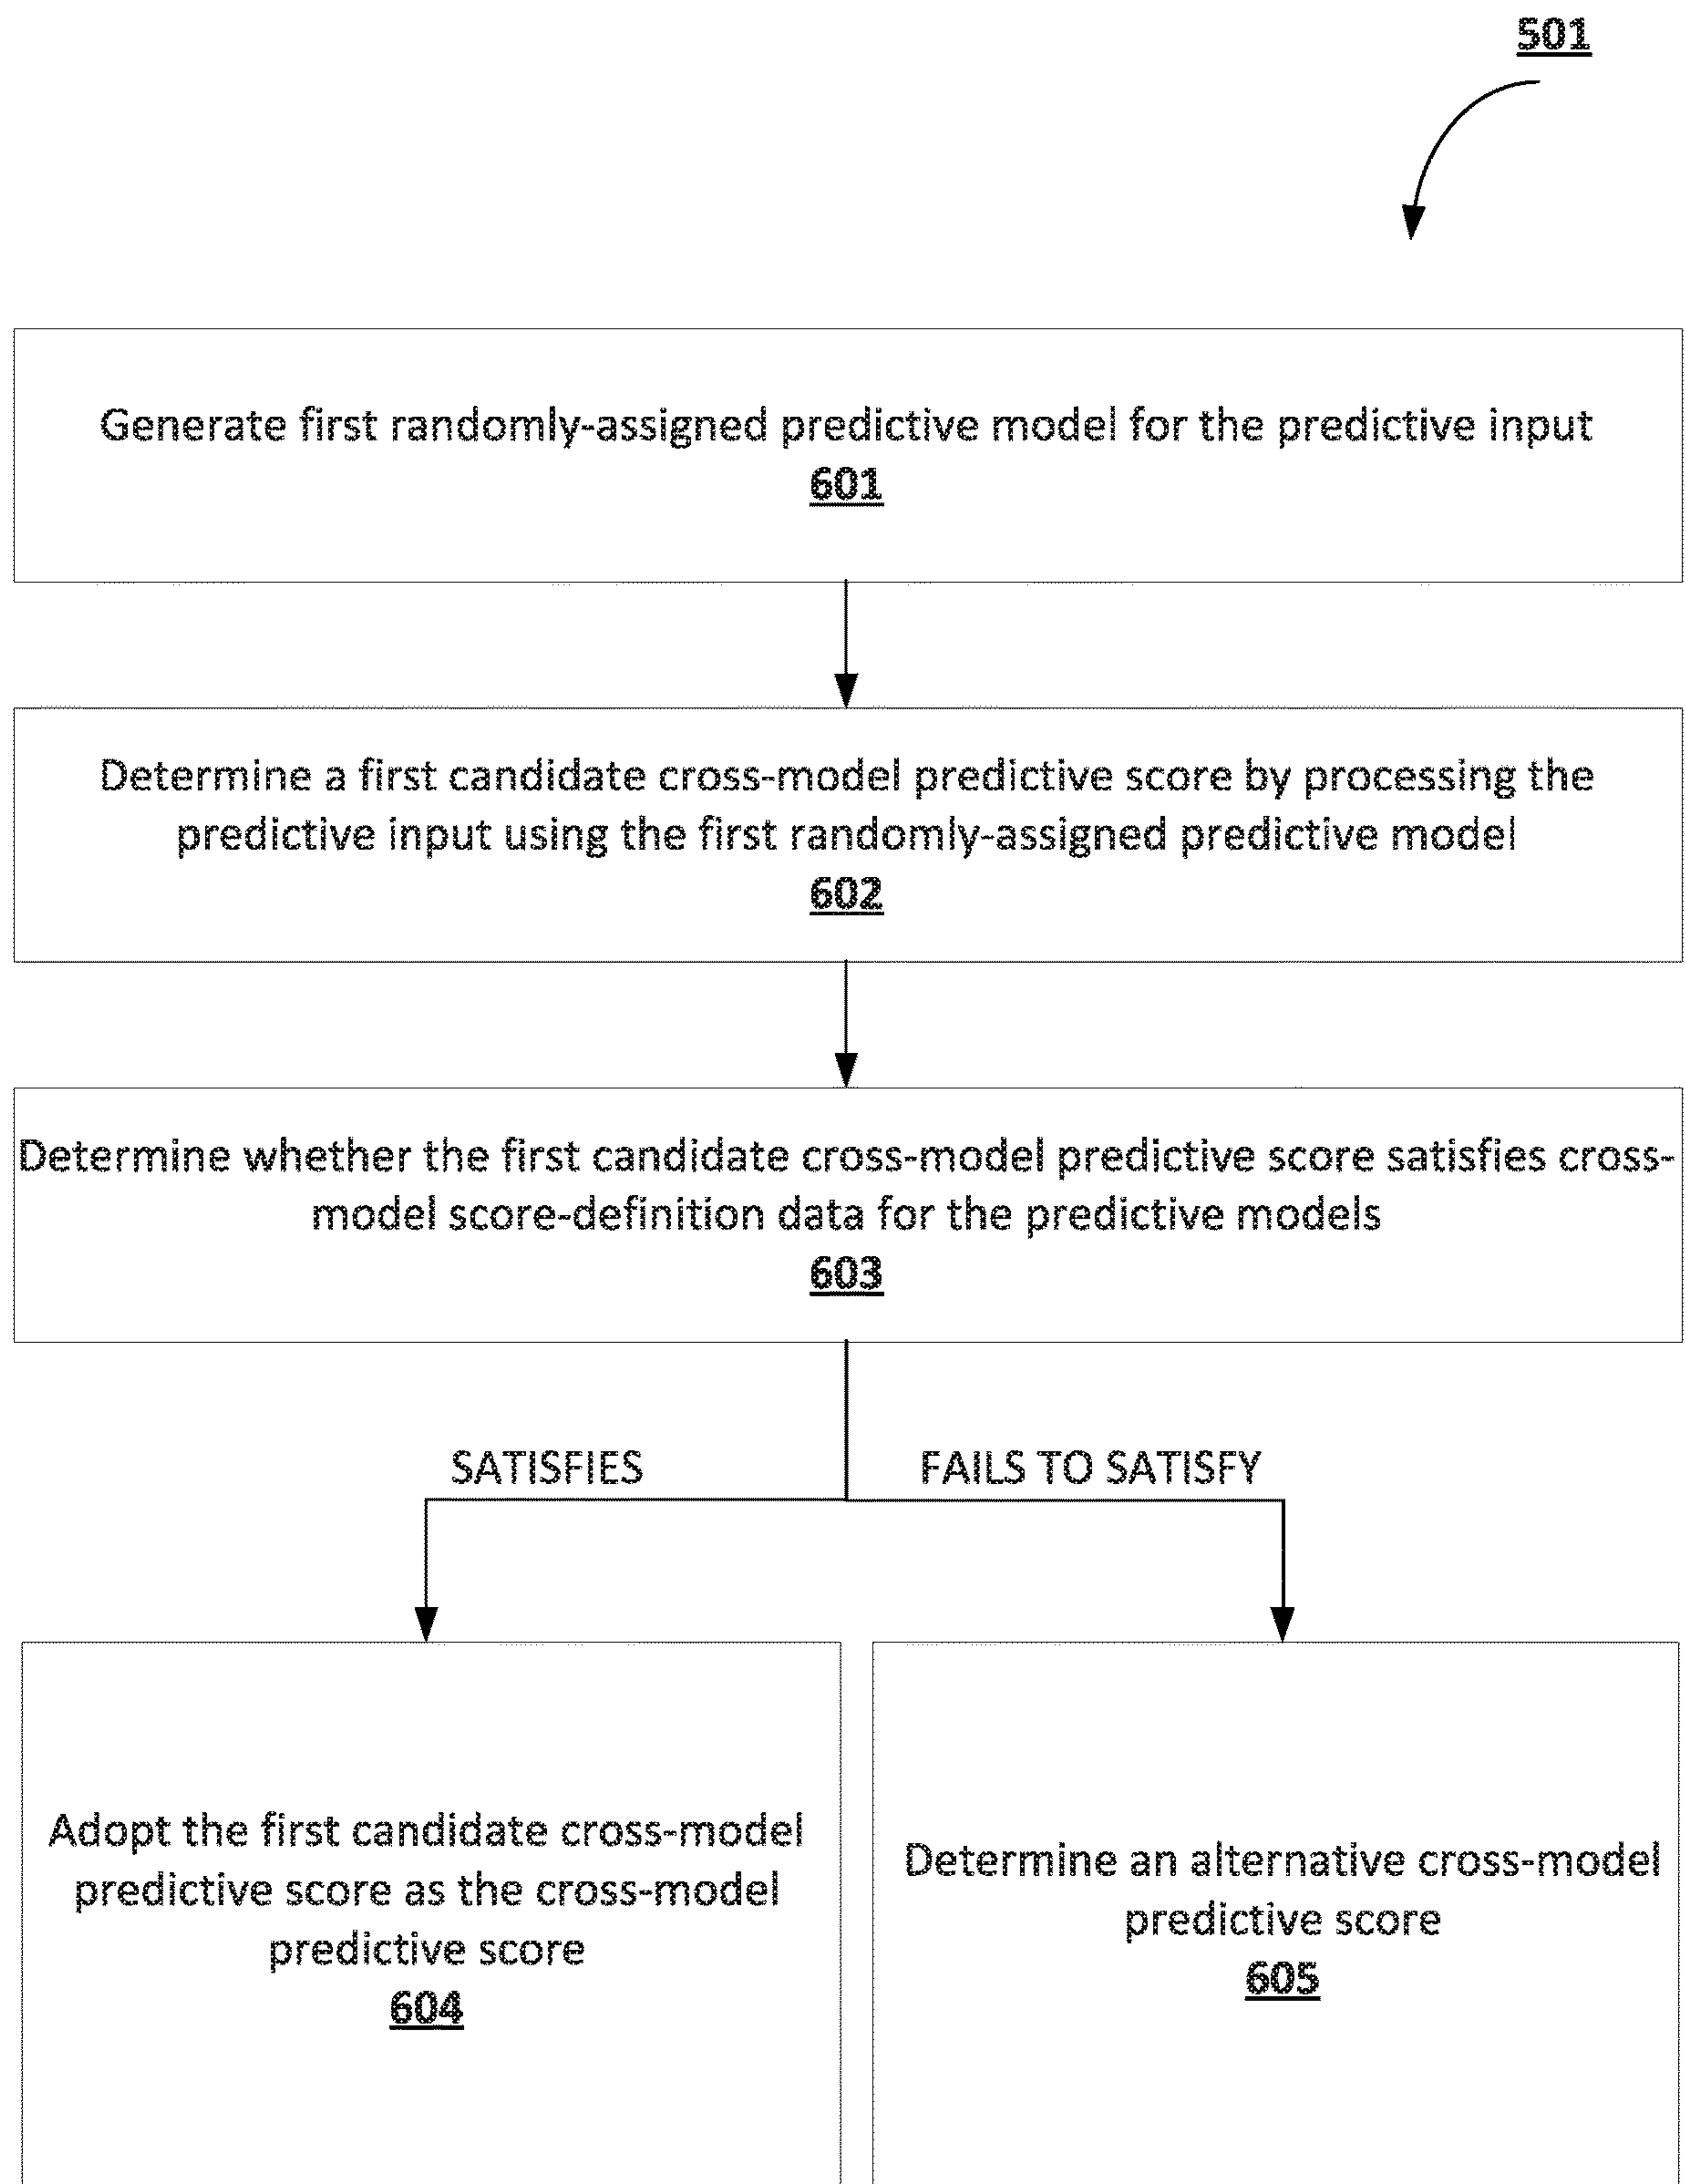 501
Generate first randomly-assigned predictive model for the predictive input
601
Determine a first candidate cross-model predictive score by processing the
predictive input using the first randomly-assigned predictive model
602
Determine whether the first candidate cross-model predictive score satisfies cross-
model score-definition data for the predictive models
603
SATISFIES
FAILS TO SATISFY
Adopt the first candidate cross-model
predictive score as the cross-model
predictive score
604
Determine an alternative cross-model
predictive score
605